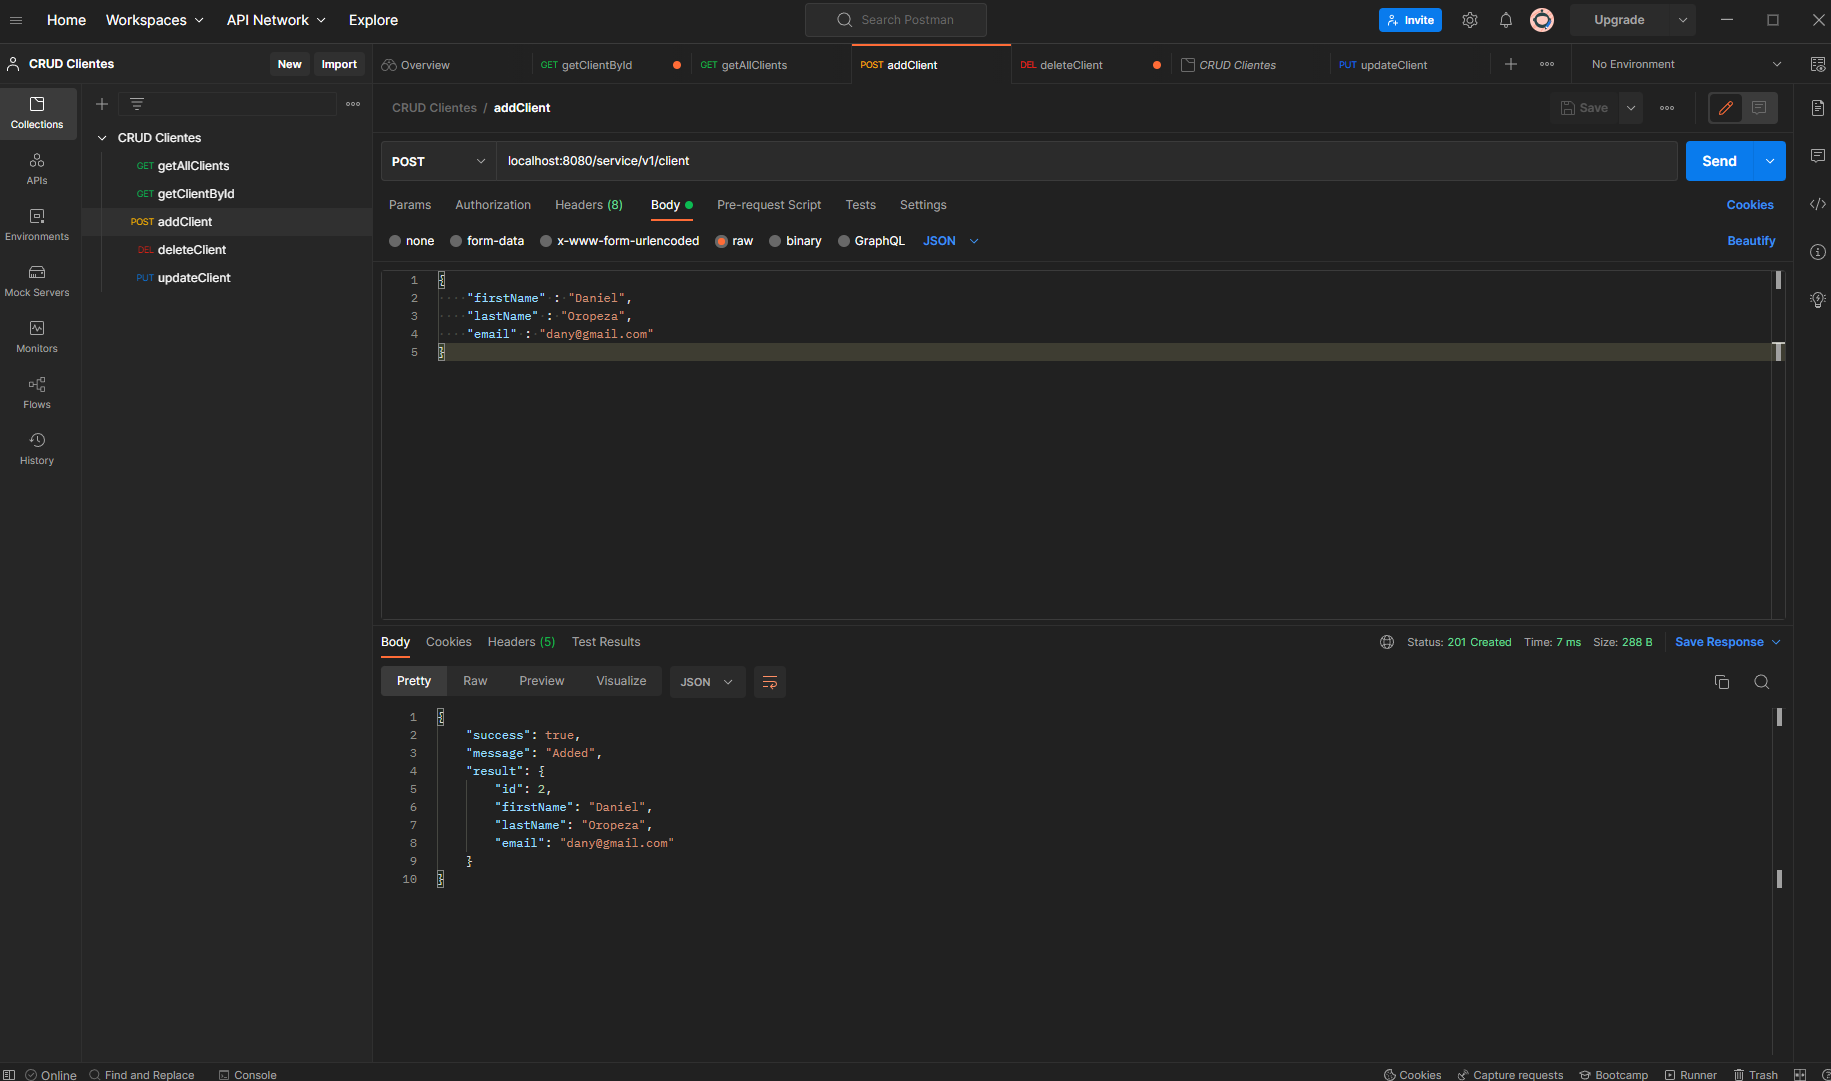 Home Workspaces API Network Explore
Search Postman
Invite
Upgrade
CRUD Clientes
New Import
Overview
GET getClientById
GET getAllClients
POST addClient
DEL deleteClient
CRUD Clientes
PUT updateClient
No Environment
Collections
APIs
Environments
Mock Servers
Monitors
Flows
History
CRUD Clientes
GET getAllClients
GET getClientById
POST addClient
DEL deleteClient
PUT updateClient
CRUD Clientes / addClient
Save
POST localhost:8080/service/v1/client
Send
Params Authorization Headers (8) Body Pre-request Script Tests Settings
Cookies
none form-data x-www-form-urlencoded raw binary GraphQL JSON
Beautify
1 {
2 "firstName" : "Daniel",
3 "lastName" : "Oropeza",
4 "email" : "dany@gmail.com"
5 }
Body Cookies Headers (5) Test Results
Status: 201 Created Time: 7 ms Size: 288 B Save Response
Pretty Raw Preview Visualize JSON
1 {
2 "success": true,
3 "message": "Added",
4 "result": {
5 "id": 2,
6 "firstName": "Daniel",
7 "lastName": "Oropeza",
8 "email": "dany@gmail.com"
9 }
10 }
Online Find and Replace Console
Cookies Capture requests Bootcamp Runner Trash